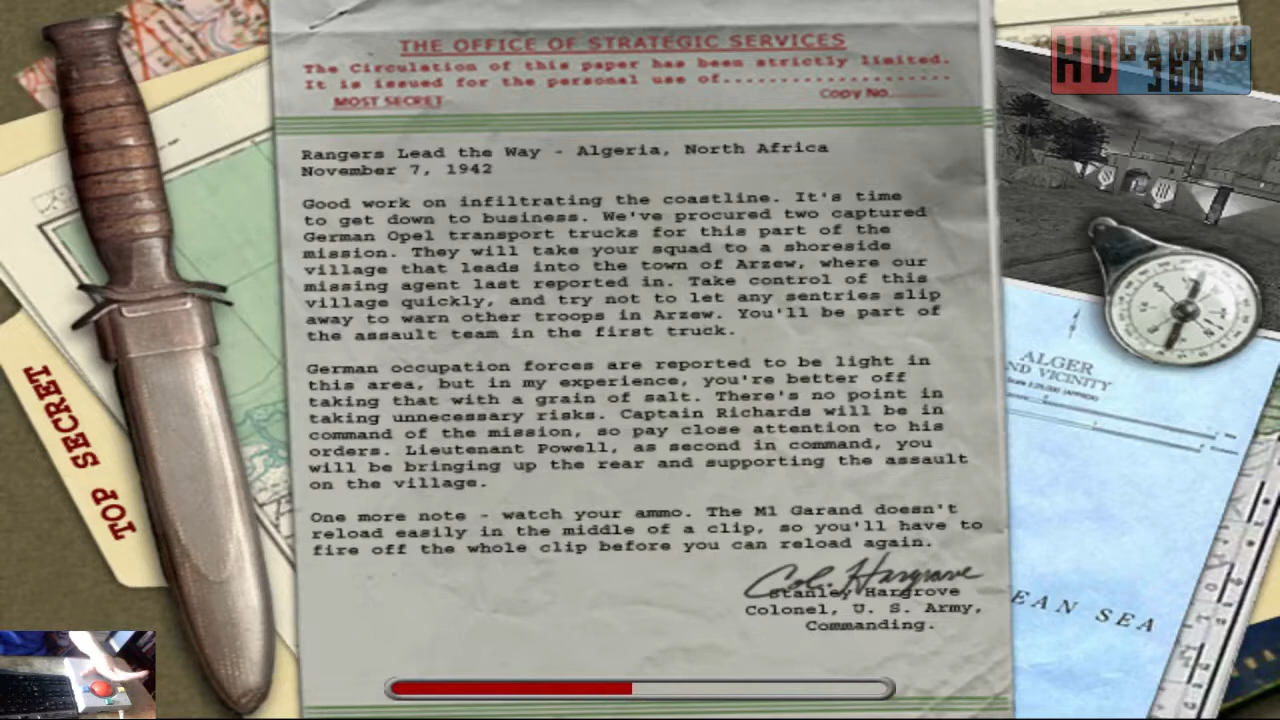 THE OFFICE OF STRATEGIC SERVICES
The Circulation of this paper has been strictly limited.
It is issued for the personal use of....................
MOST SECRET
Copy No.......
HD GAMING
360
Rangers Lead the Way - Algeria, North Africa
November 7, 1942
Good work on infiltrating the coastline. It's time
to get down to business. We've procured two captured
German Opel transport trucks for this part of the
mission. They will take your squad to a shoreside
village that leads into the town of Arzew, where our
missing agent last reported in. Take control of this
village quickly, and try not to let any sentries slip
away to warn other troops in Arzew. You'll be part of
the assault team in the first truck.
German occupation forces are reported to be light in
this area, but in my experience, you're better off
taking that with a grain of salt. There's no point in
taking unnecessary risks. Captain Richards will be in
command of the mission, so pay close attention to his
orders. Lieutenant Powell, as second in command, you
will be bringing up the rear and supporting the assault
on the village.
One more note - watch your ammo. The M1 Garand doesn't
reload easily in the middle of a clip, so you'll have to
fire off the whole clip before you can reload again.
Col. Hargrove
Stanley Hargrove
Colonel, U. S. Army,
Commanding.
TOP SECRET
ALGER
ND VICINITY
EAN SEA